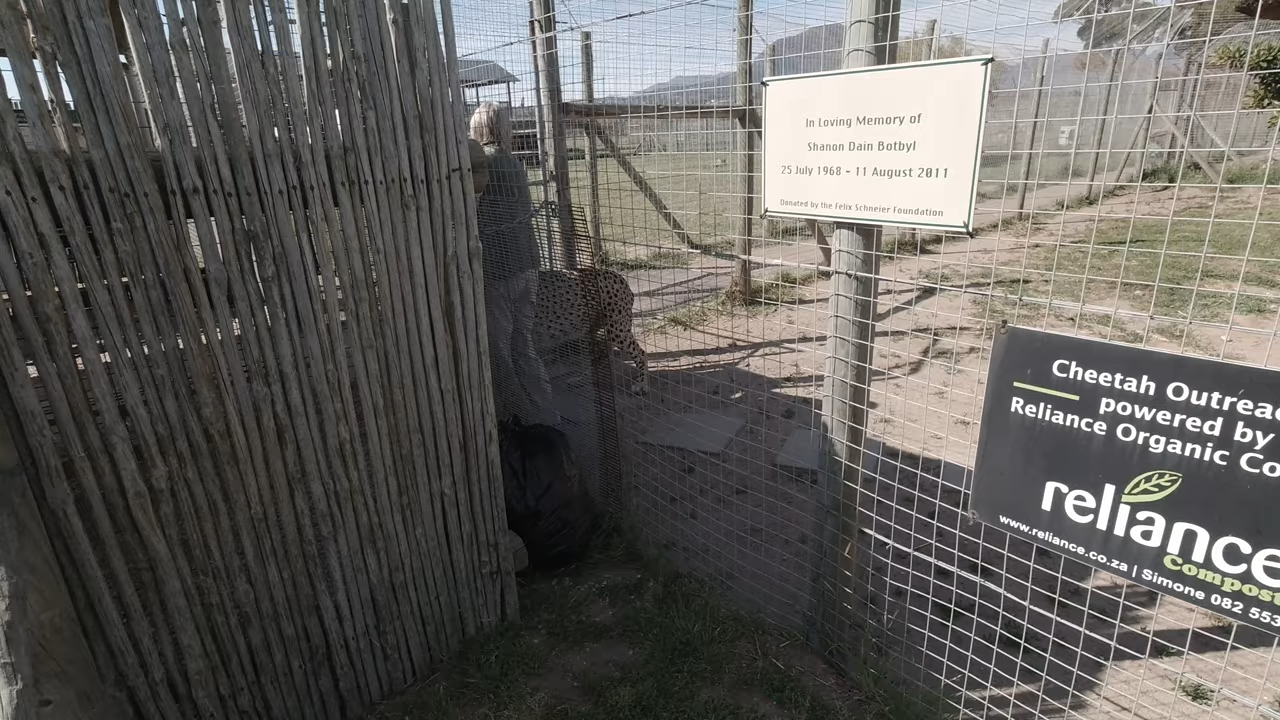 In Loving Memory of
Shanon Dain Botbyl
25 July 1968 - 11 August 2011
Donated by the Felix Schneier Foundation
Cheetah Outreac
powered by
Reliance Organic Co
reliance
Compost
www.reliance.co.za | Simone 082 553